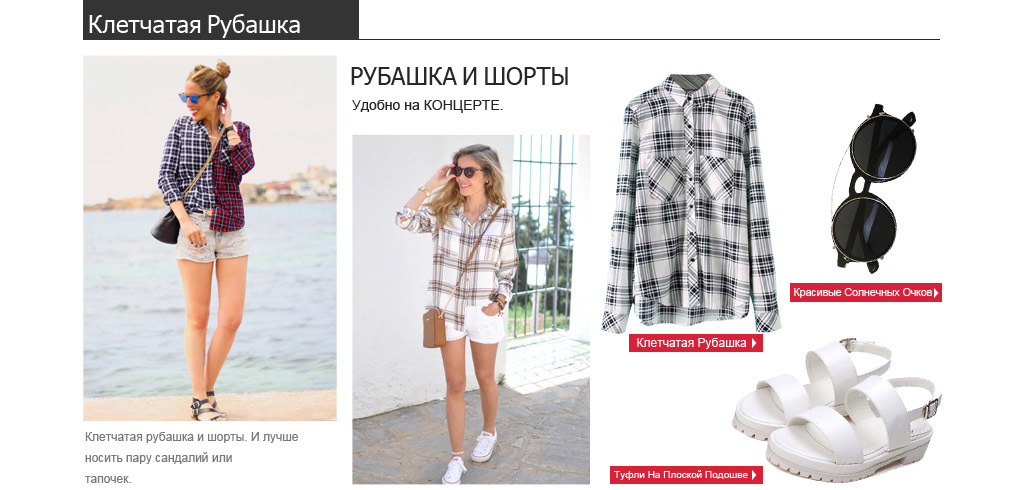 Клетчатая Рубашка
РУБАШКА И ШОРТЫ
Удобно на КОНЦЕРТЕ.
Красивые Солнечных Очков
Клетчатая Рубашка
Клетчатая рубашка и шорты. И лучше
носить пару сандалий или
тапочек.
Туфли На Плоской Подошве